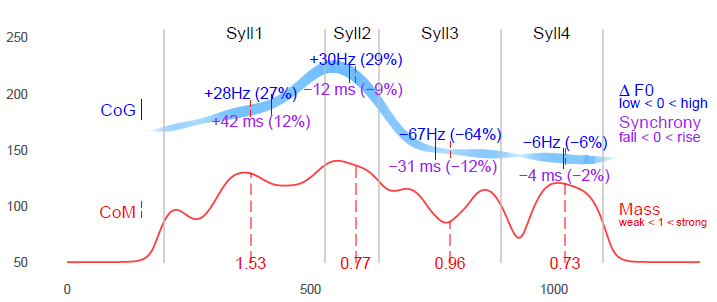 Syll1 Syll2 Syll3 Syll4
250
+30Hz (29%)
+28Hz (27%)
−12 ms (−9%)
Δ F0
200
low < 0 < high
CoG
+42 ms (12%)
Synchrony
fall < 0 < rise
−67Hz (−64%)
−6Hz (−6%)
150
−31 ms (−12%)
−4 ms (−2%)
100
CoM
Mass
weak < 1 < strong
50
1.53 0.77 0.96 0.73
0 500 1000